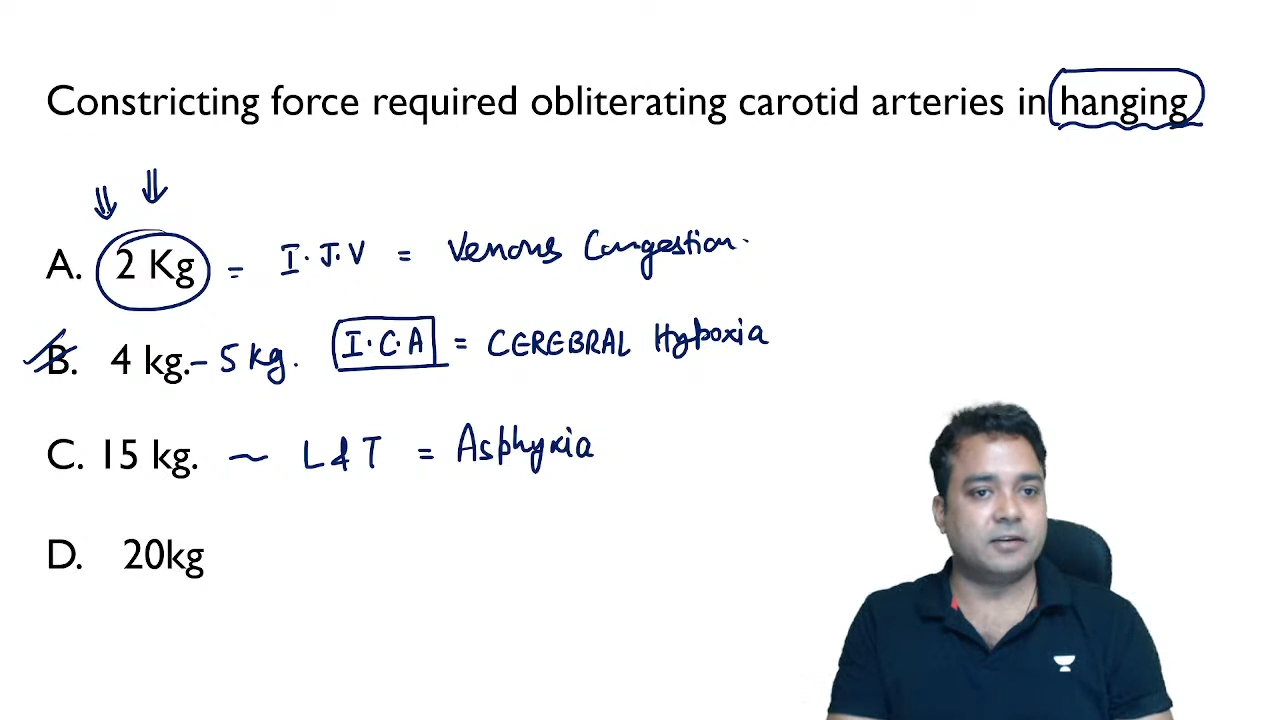 Constricting force required obliterating carotid arteries in hanging
A. 2 Kg = I.J.V = Venous Congestion.
B. 4 kg. - 5 kg. I.C.A = CEREBRAL Hypoxia
C. 15 kg. ~ L & T = Asphyxia
D. 20kg